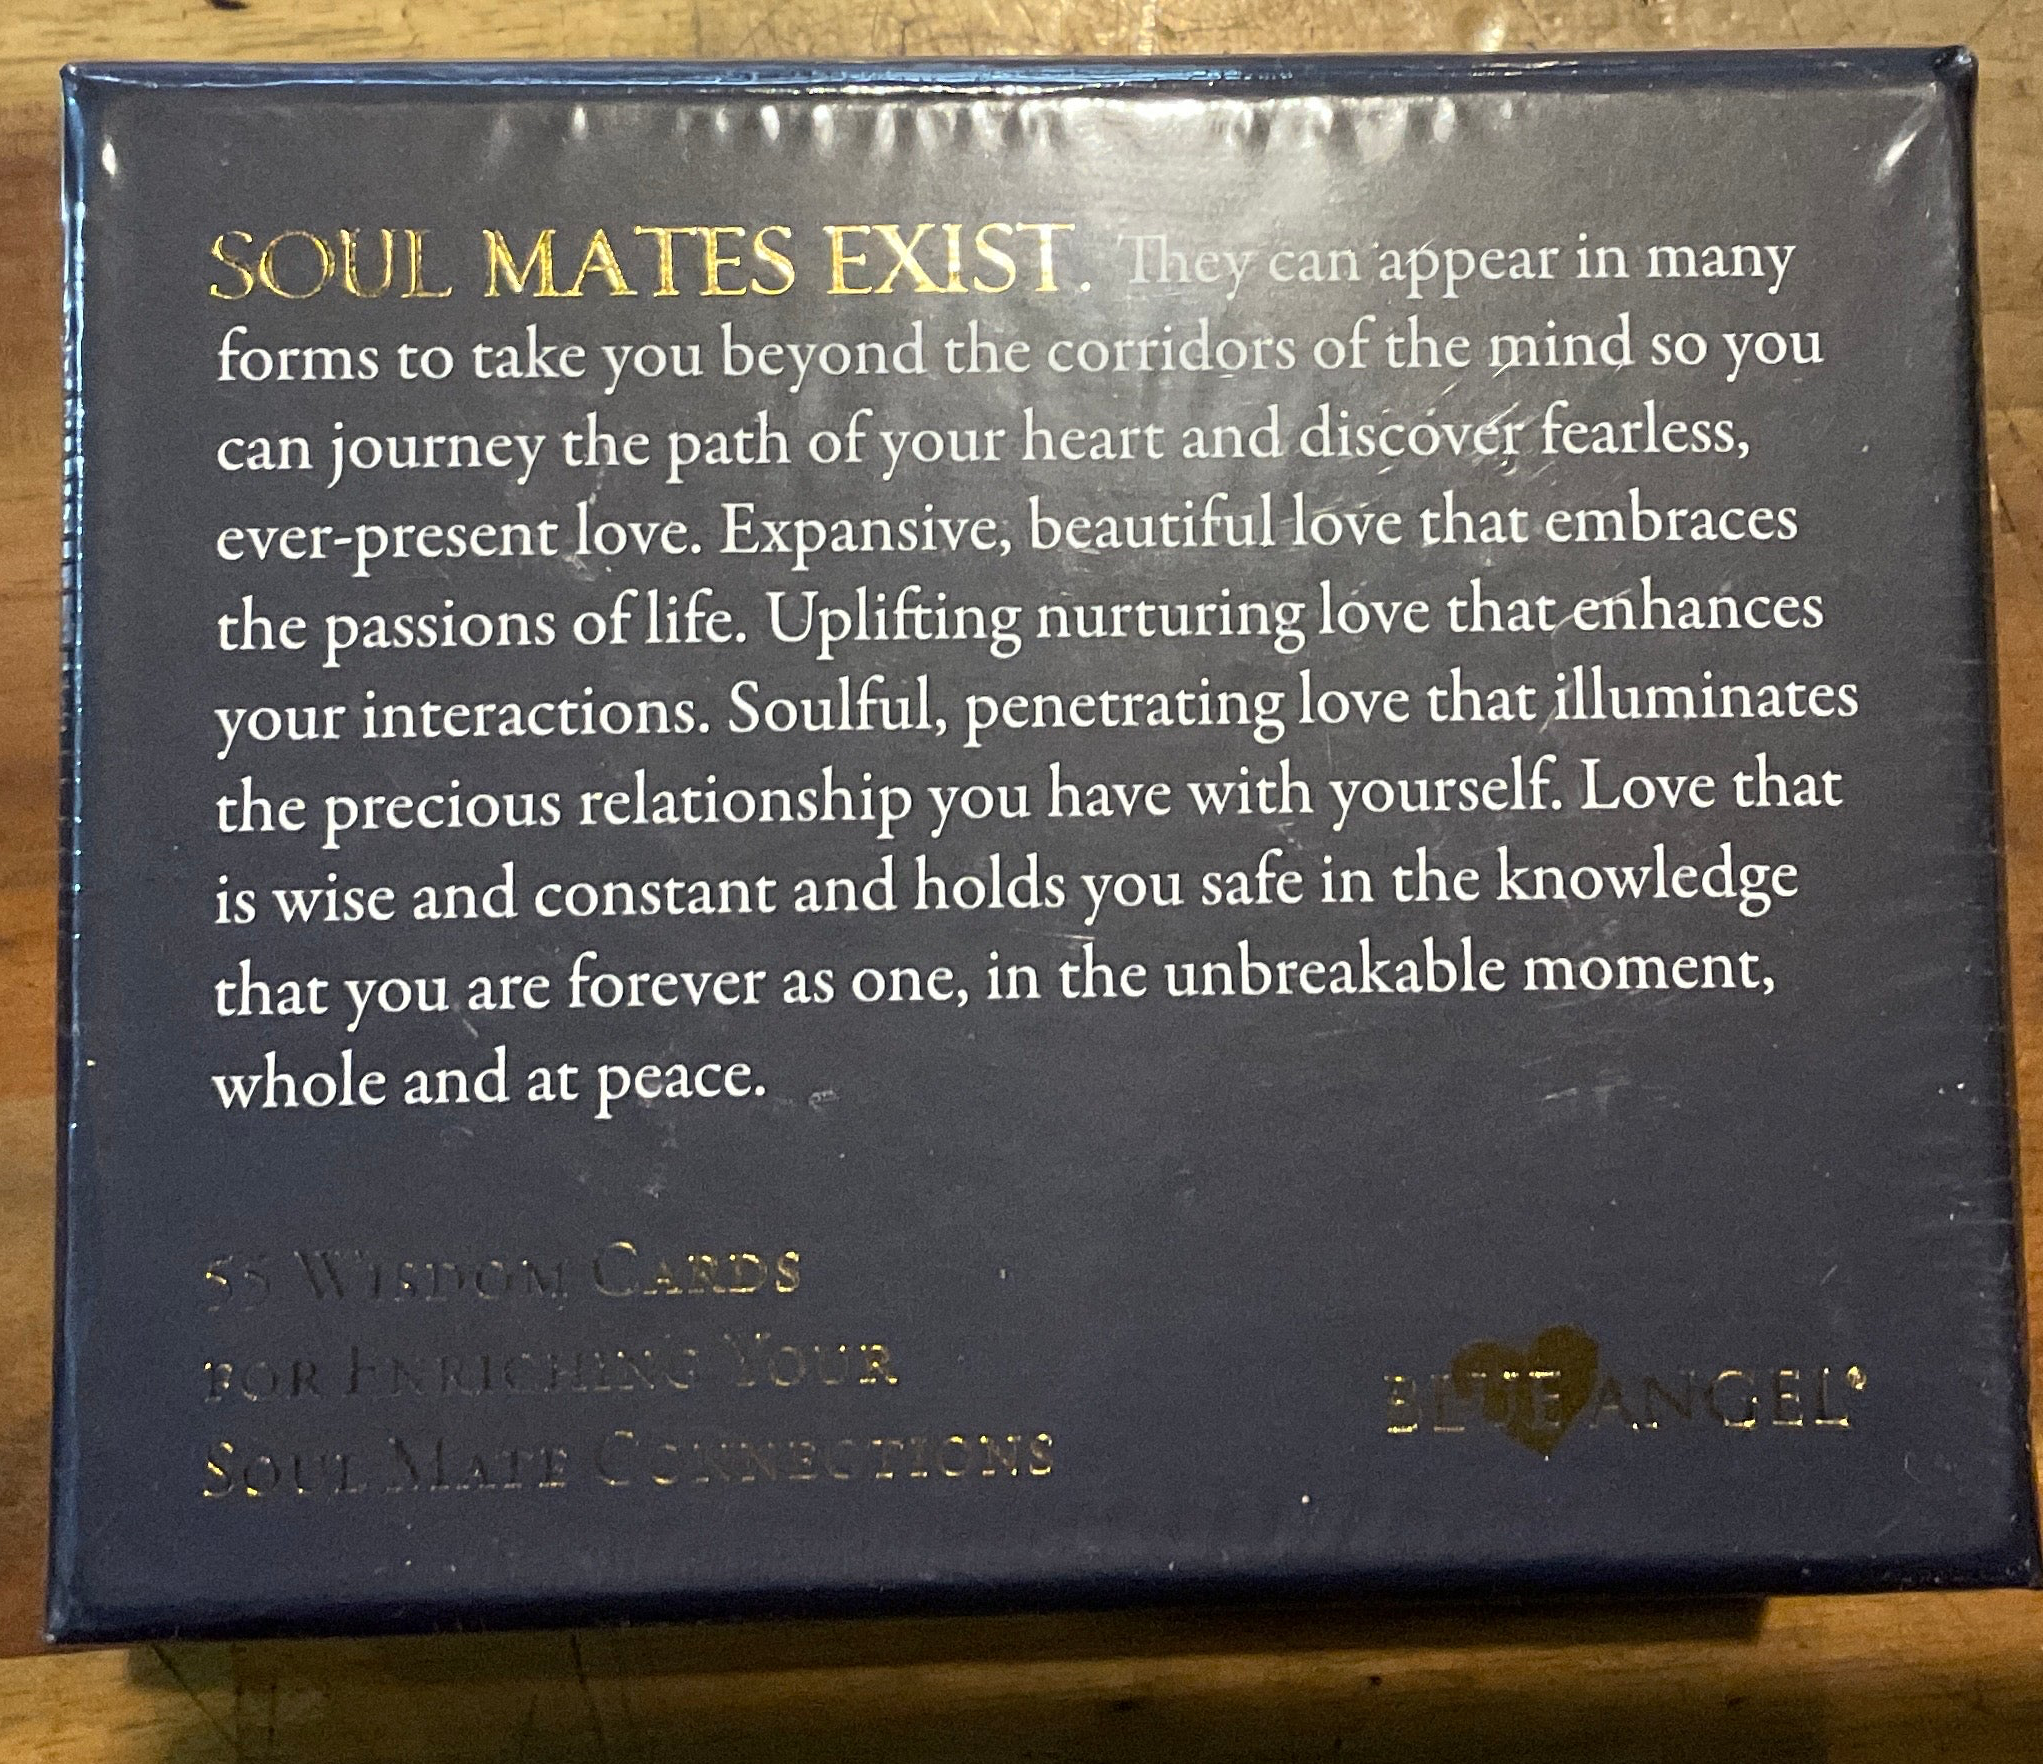 SOUL MATES EXIST. They can appear in many
forms to take you beyond the corridors of the mind so you
can journey the path of your heart and discover fearless,
ever-present love. Expansive, beautiful love that embraces
the passions of life. Uplifting nurturing love that enhances
your interactions. Soulful, penetrating love that illuminates
the precious relationship you have with yourself. Love that
is wise and constant and holds you safe in the knowledge
that you are forever as one, in the unbreakable moment,
whole and at peace.
55 WISDOM CARDS
FOR ENRICHING YOUR
SOUL MATE CONNECTIONS
BLUE ANGEL®